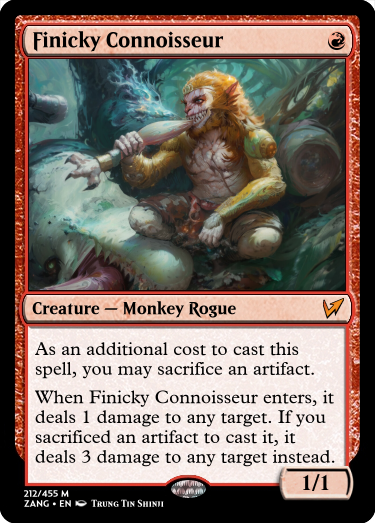 Finicky Connoisseur
Creature — Monkey Rogue
As an additional cost to cast this
spell, you may sacrifice an artifact.
When Finicky Connoisseur enters, it
deals 1 damage to any target. If you
sacrificed an artifact to cast it, it
deals 3 damage to any target instead.
1/1
212/455 M
ZANG • EN Trung Tin Shinji